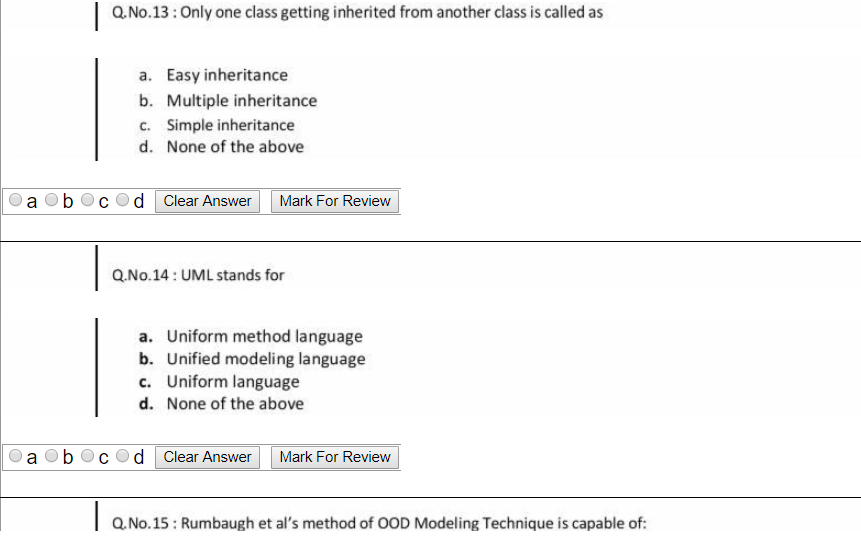 Q.No.13 : Only one class getting inherited from another class is called as
a. Easy inheritance
b. Multiple inheritance
c. Simple inheritance
d. None of the above
a b c d Clear Answer Mark For Review
Q.No.14 : UML stands for
a. Uniform method language
b. Unified modeling language
c. Uniform language
d. None of the above
a b c d Clear Answer Mark For Review
Q.No.15 : Rumbaugh et al's method of OOD Modeling Technique is capable of: